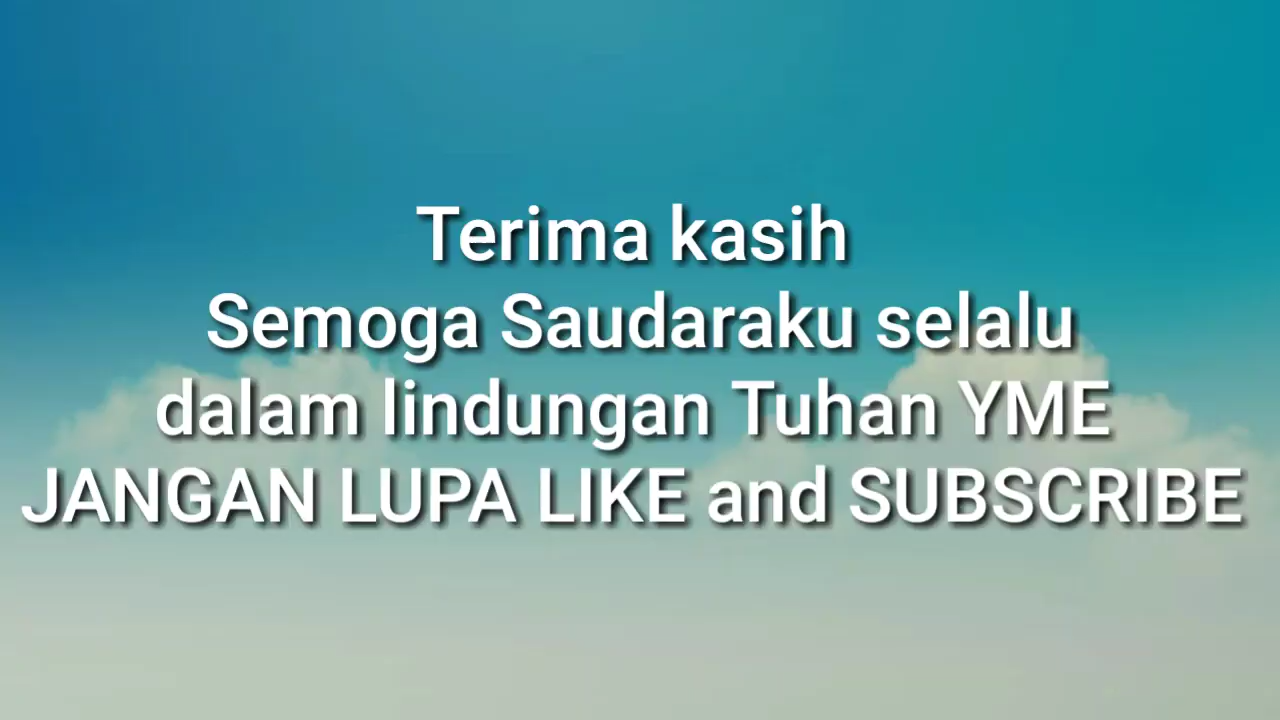 Terima kasih
Semoga Saudaraku selalu
dalam lindungan Tuhan YME
JANGAN LUPA LIKE and SUBSCRIBE